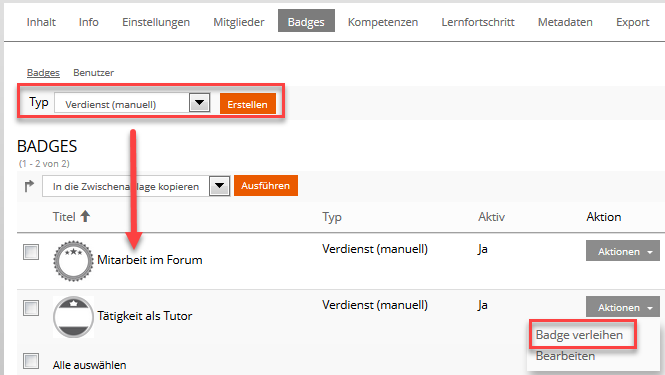 Inhalt Info Einstellungen Mitglieder Badges Kompetenzen Lernfortschritt Metadaten Export
Badges Benutzer
Typ Verdienst (manuell) Erstellen
BADGES
(1 - 2 von 2)
In die Zwischenablage kopieren Ausführen
Titel Typ Aktiv Aktion
Mitarbeit im Forum Verdienst (manuell) Ja Aktionen
Tätigkeit als Tutor Verdienst (manuell) Ja Aktionen
Badge verleihen
Bearbeiten
Alle auswählen